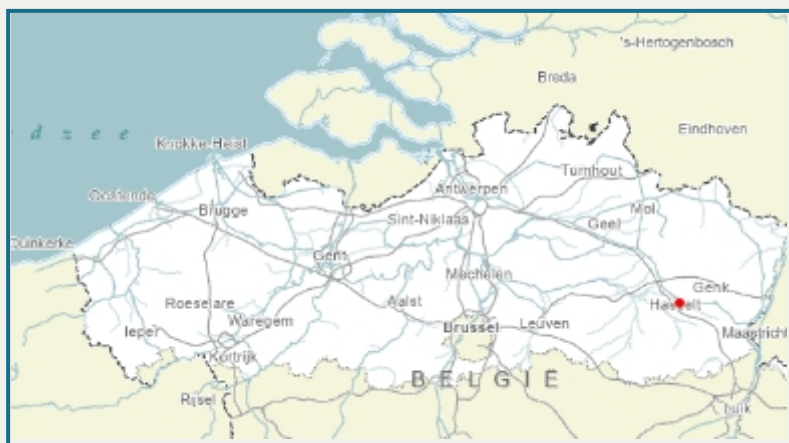 's-Hertogenbosch
Breda
d z e e
Eindhoven
Knokke-Heist
Turnhout
Antwerpen
Oostende
Mol
Brugge
Sint-Niklaas
Geel
Duinkerke
Gent
Mechelen
Genk
Roeselare
Aalst
Hasselt
Waregem
Ieper
Brussel
Leuven
Maastricht
Kortrijk
BELGIË
Rijsel
Luik